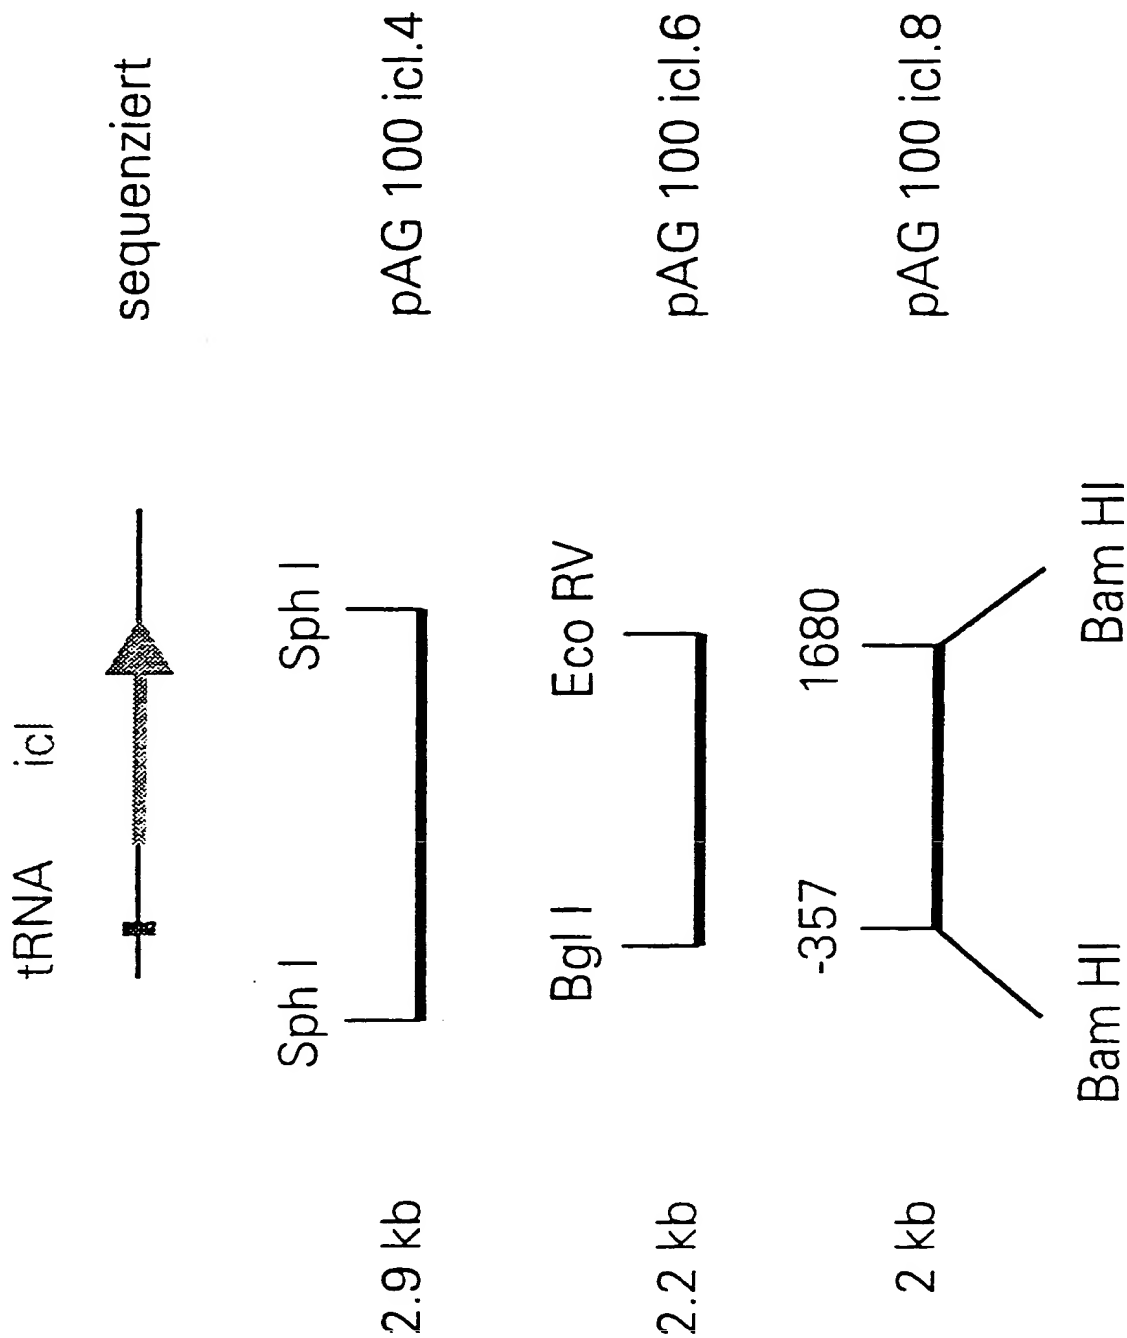 tRNA icl
sequenziert
Sph I Sph I
2.9 kb pAG 100 icl.4
Bgl I Eco RV
2.2 kb pAG 100 icl.6
-357 1680
2 kb pAG 100 icl.8
Bam HI Bam HI